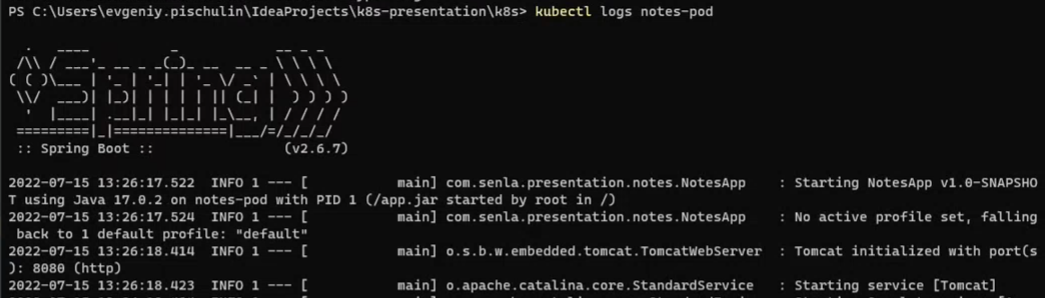 PS C:\Users\evgeniy.pischulin\IdeaProjects\k8s-presentation\k8s> kubectl logs notes-pod
  .   ____          _            __ _ _
 /\\ / ___'_ __ _ _(_)_ __  __ _ \ \ \ \
( ( )\___ | '_ | '_| | '_ \/ _` | \ \ \ \
 \\/  ___)| |_)| | | | | || (_| |  ) ) ) )
  '  |____| .__|_| |_|_| |_\__, | / / / /
 =========|_|==============|___/=/_/_/_/
 :: Spring Boot ::                (v2.6.7)
2022-07-15 13:26:17.522  INFO 1 --- [           main] com.senla.presentation.notes.NotesApp    : Starting NotesApp v1.0-SNAPSHO
T using Java 17.0.2 on notes-pod with PID 1 (/app.jar started by root in /)
2022-07-15 13:26:17.524  INFO 1 --- [           main] com.senla.presentation.notes.NotesApp    : No active profile set, falling
 back to 1 default profile: "default"
2022-07-15 13:26:18.414  INFO 1 --- [           main] o.s.b.w.embedded.tomcat.TomcatWebServer  : Tomcat initialized with port(s
): 8080 (http)
2022-07-15 13:26:18.423  INFO 1 --- [           main] o.apache.catalina.core.StandardService   : Starting service [Tomcat]